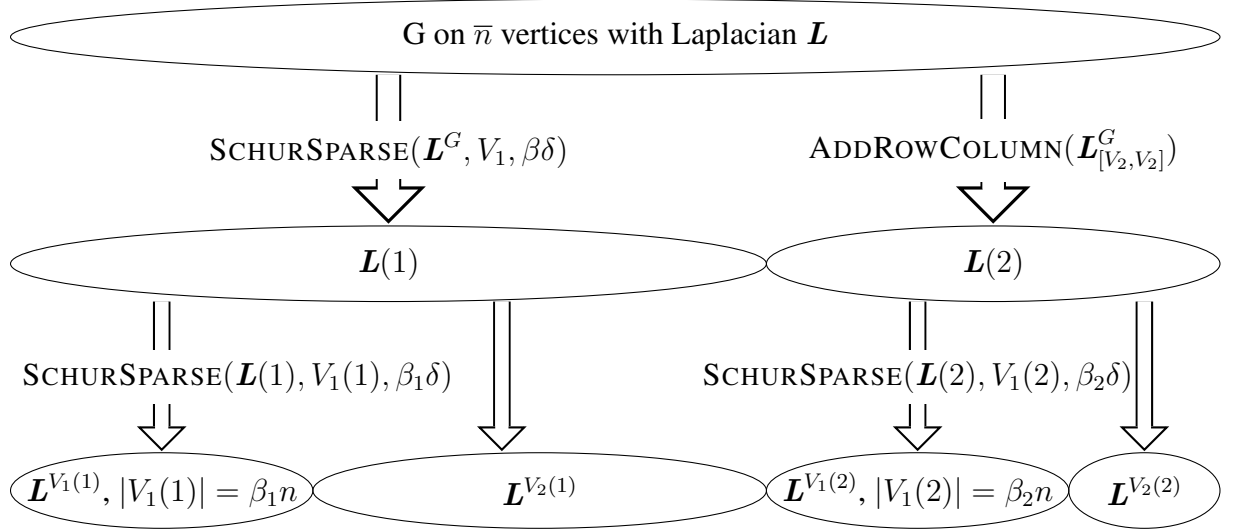 G on n̅ vertices with Laplacian L
SCHURSPARSE(L^G, V_1, βδ)
ADDROWCOLUMN(L^G_[V_2,V_2])
L(1)
L(2)
SCHURSPARSE(L(1), V_1(1), β_1δ)
SCHURSPARSE(L(2), V_1(2), β_2δ)
L^{V_1(1)}, |V_1(1)| = β_1n
L^{V_2(1)}
L^{V_1(2)}, |V_1(2)| = β_2n
L^{V_2(2)}